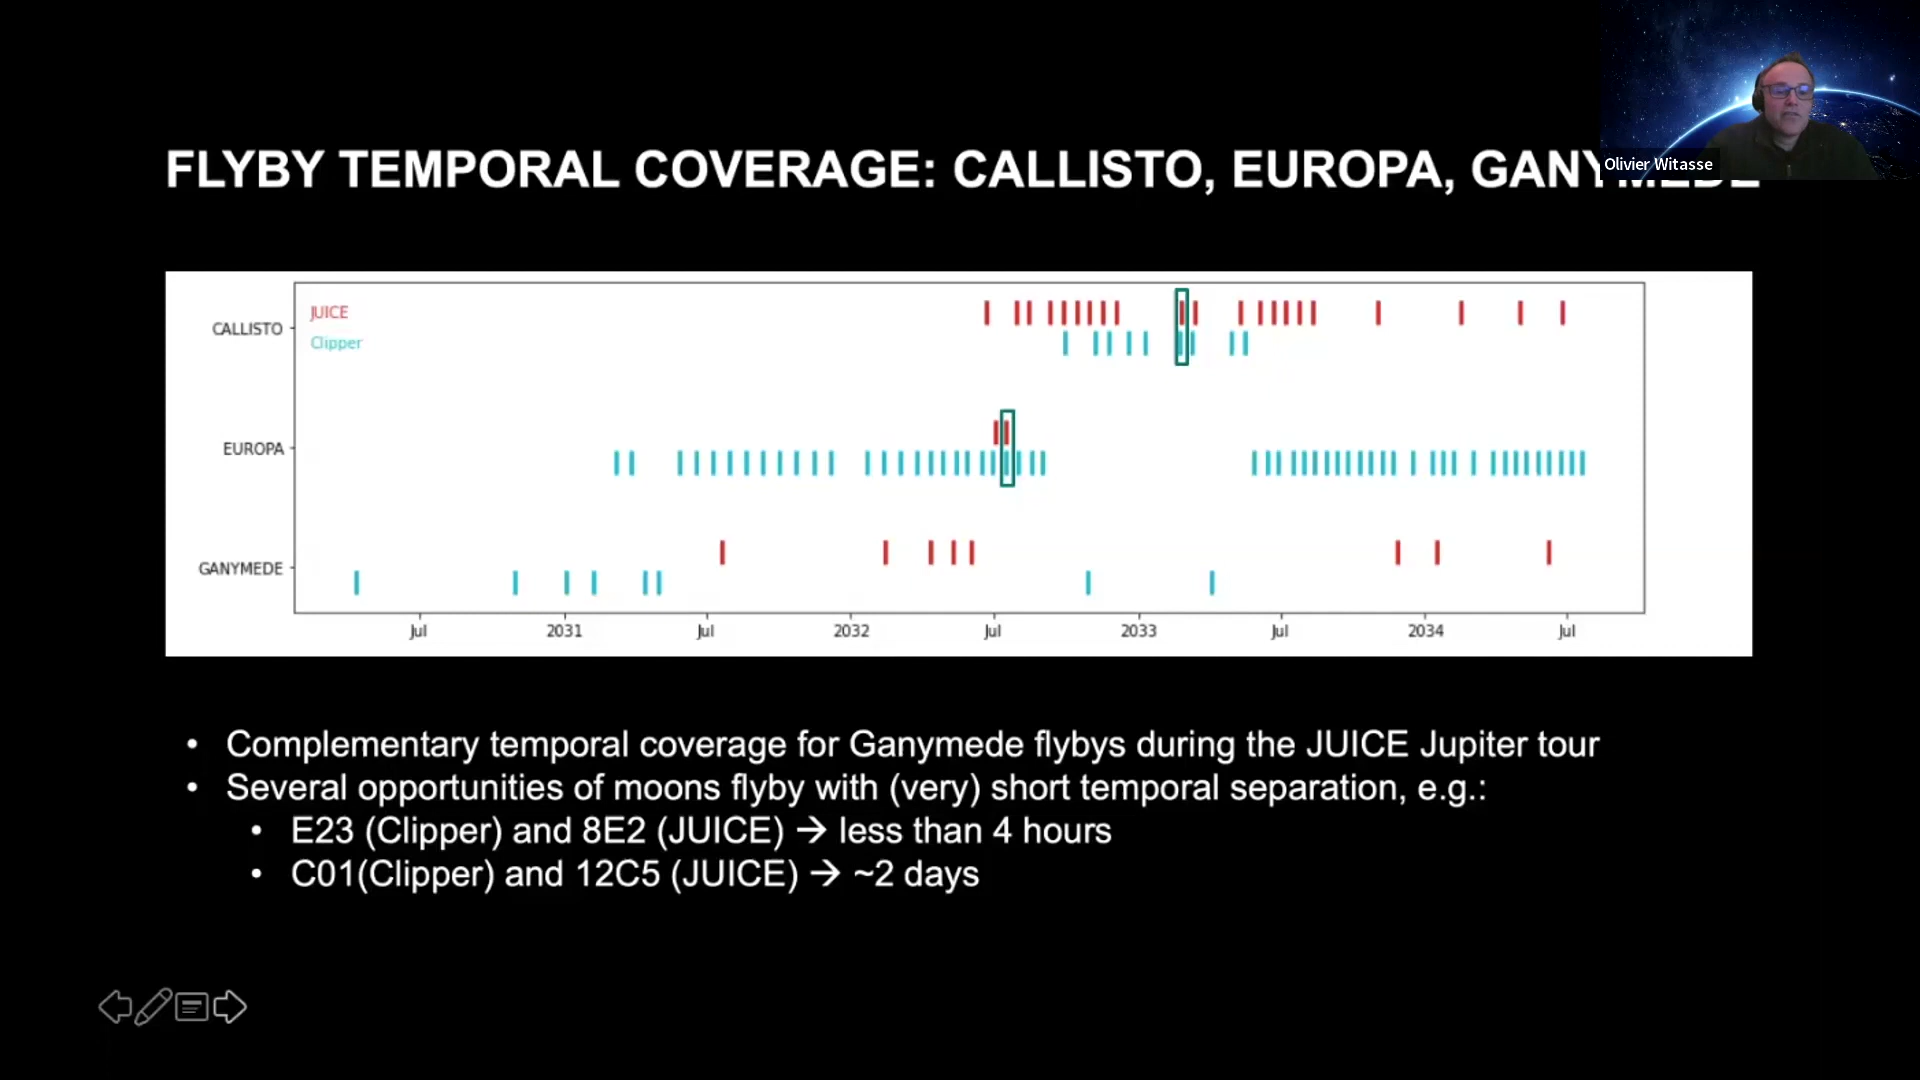 Olivier Witasse
FLYBY TEMPORAL COVERAGE: CALLISTO, EUROPA, GANYMEDE
JUICE
CALLISTO
Clipper
EUROPA
GANYMEDE
Jul 2031 Jul 2032 Jul 2033 Jul 2034 Jul
• Complementary temporal coverage for Ganymede flybys during the JUICE Jupiter tour
• Several opportunities of moons flyby with (very) short temporal separation, e.g.:
• E23 (Clipper) and 8E2 (JUICE) → less than 4 hours
• C01(Clipper) and 12C5 (JUICE) → ~2 days